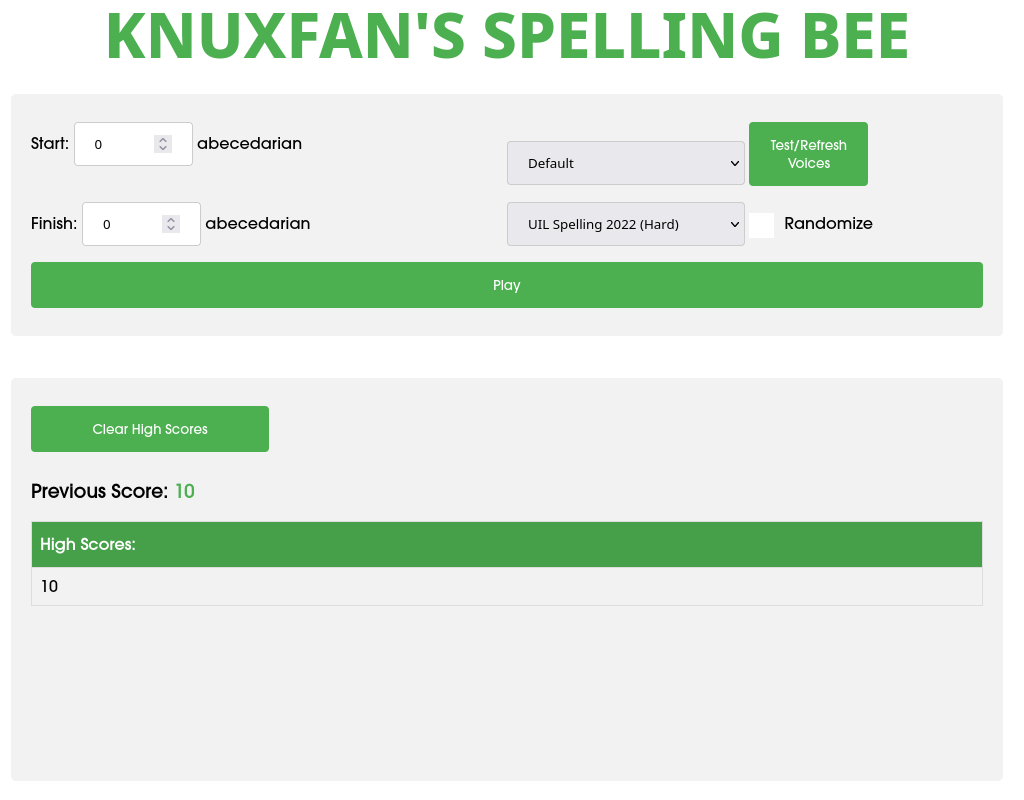 KNUXFAN'S SPELLING BEE
Start: 0 abecedarian
Default
Test/Refresh
Voices
Finish: 0 abecedarian
UIL Spelling 2022 (Hard)
Randomize
Play
Clear High Scores
Previous Score: 10
High Scores:
10